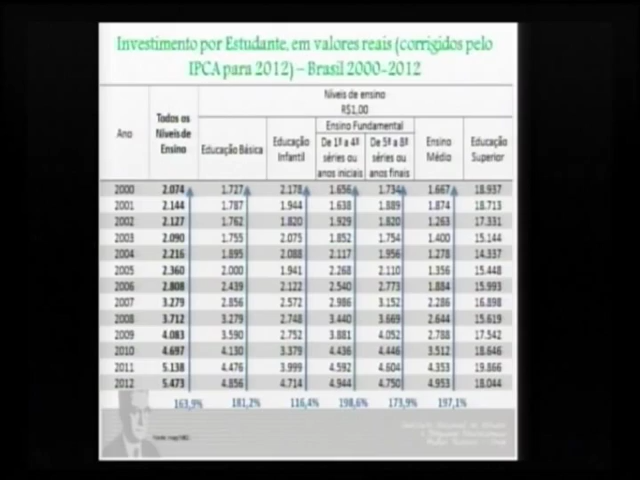 Investimento por Estudante, em valores reais (corrigidos pelo
IPCA para 2012) – Brasil 2000-2012
Níveis de ensino
R$1,00
Ano Todos os Níveis de Ensino Educação Básica Educação Infantil Ensino Fundamental Ensino Médio Educação Superior
De 1ª a 4ª séries ou anos iniciais De 5ª a 8ª séries ou anos finais
2000 2.074 1.727 2.178 1.656 1.734 1.667 18.937
2001 2.144 1.787 1.944 1.638 1.889 1.874 18.713
2002 2.127 1.762 1.820 1.929 1.820 1.263 17.331
2003 2.090 1.755 2.075 1.852 1.754 1.400 15.144
2004 2.216 1.895 2.088 2.117 1.956 1.278 14.337
2005 2.360 2.000 1.941 2.268 2.110 1.356 15.448
2006 2.808 2.439 2.122 2.540 2.773 1.884 15.993
2007 3.279 2.856 2.572 2.986 3.152 2.286 16.898
2008 3.712 3.279 2.748 3.440 3.669 2.644 15.619
2009 4.083 3.590 2.752 3.881 4.052 2.788 17.542
2010 4.697 4.130 3.379 4.436 4.446 3.512 18.646
2011 5.138 4.476 3.999 4.592 4.604 4.353 19.866
2012 5.473 4.856 4.714 4.944 4.750 4.953 18.044
163,9% 181,2% 116,4% 198,6% 173,9% 197,1%